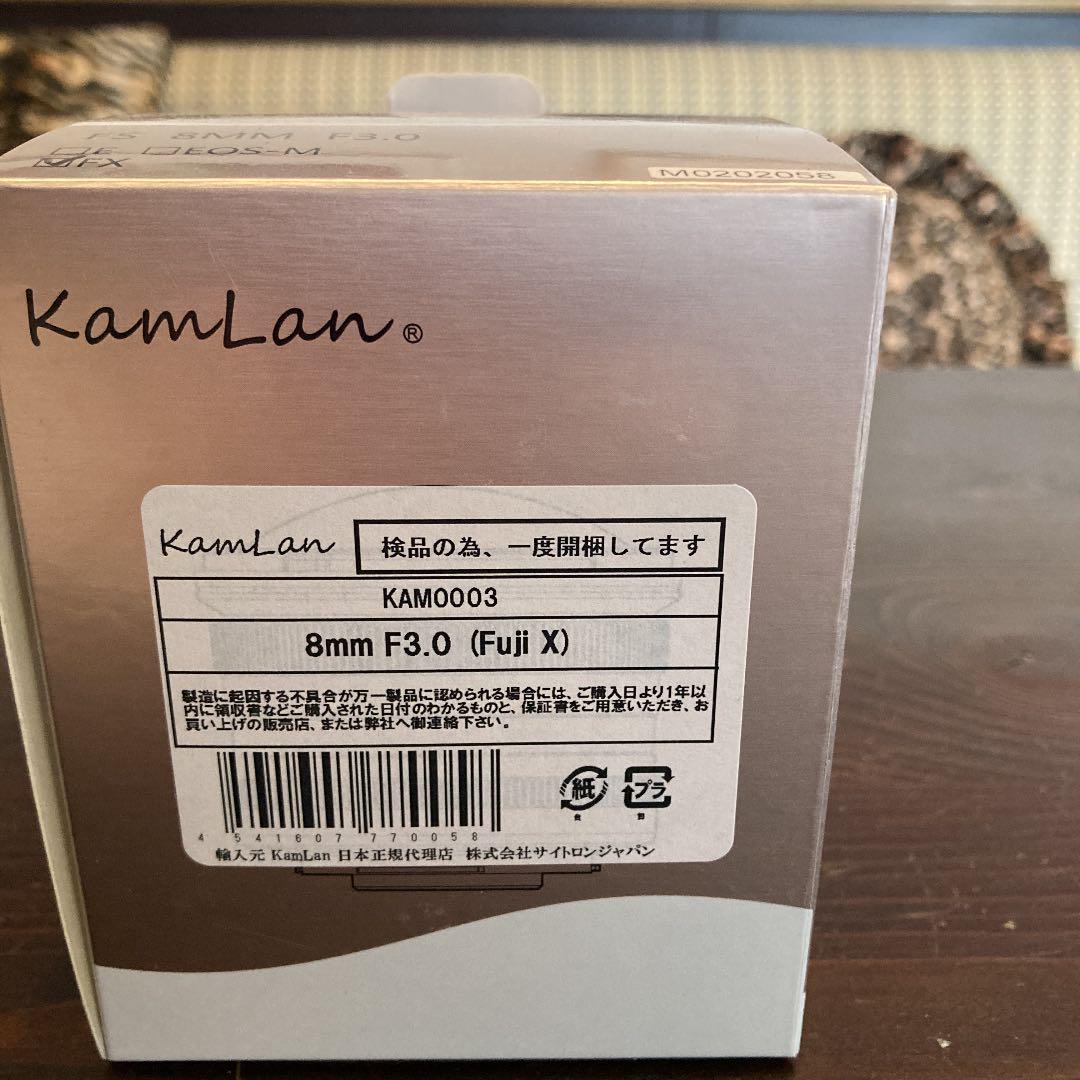 FS 8MM F3.0
E EOS-M
FX
M0202058
KamLan®
KamLan
検品の為、一度開梱してます
KAM0003
8mm F3.0 (Fuji X)
製造に起因する不具合が万一製品に認められる場合には、ご購入日より1年以
内に領収書などご購入された日付のわかるものと、保証書をご用意いただき、お
買い上げの販売店、または弊社へ御連絡下さい。
紙
プラ
4 541607 770058
輸入元 KamLan 日本正規代理店 株式会社サイトロンジャパン